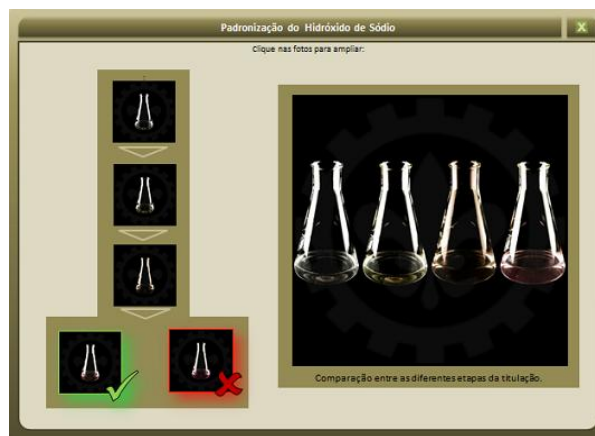 Padronização do Hidróxido de Sódio
X
Clique nas fotos para ampliar:
Comparação entre as diferentes etapas da titulação.